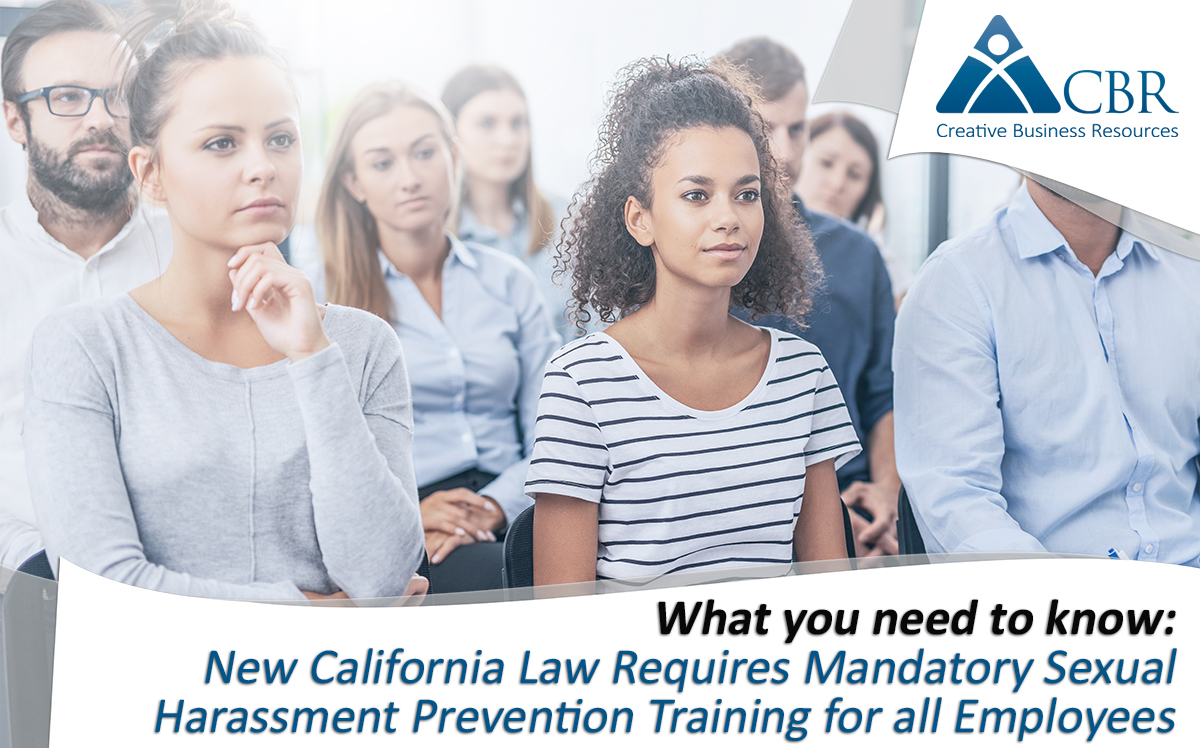 CBR
Creative Business Resources
What you need to know:
New California Law Requires Mandatory Sexual
Harassment Prevention Training for all Employees